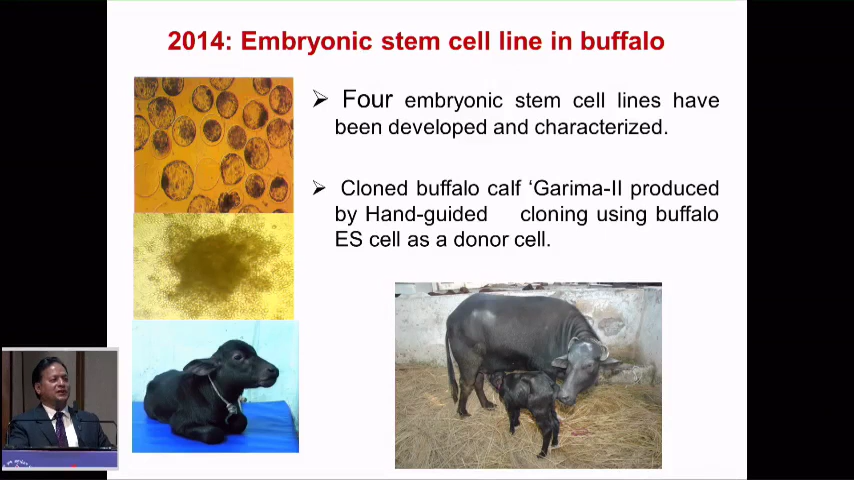 2014: Embryonic stem cell line in buffalo
➢ Four embryonic stem cell lines have
been developed and characterized.
➢ Cloned buffalo calf ‘Garima-II produced
by Hand-guided cloning using buffalo
ES cell as a donor cell.